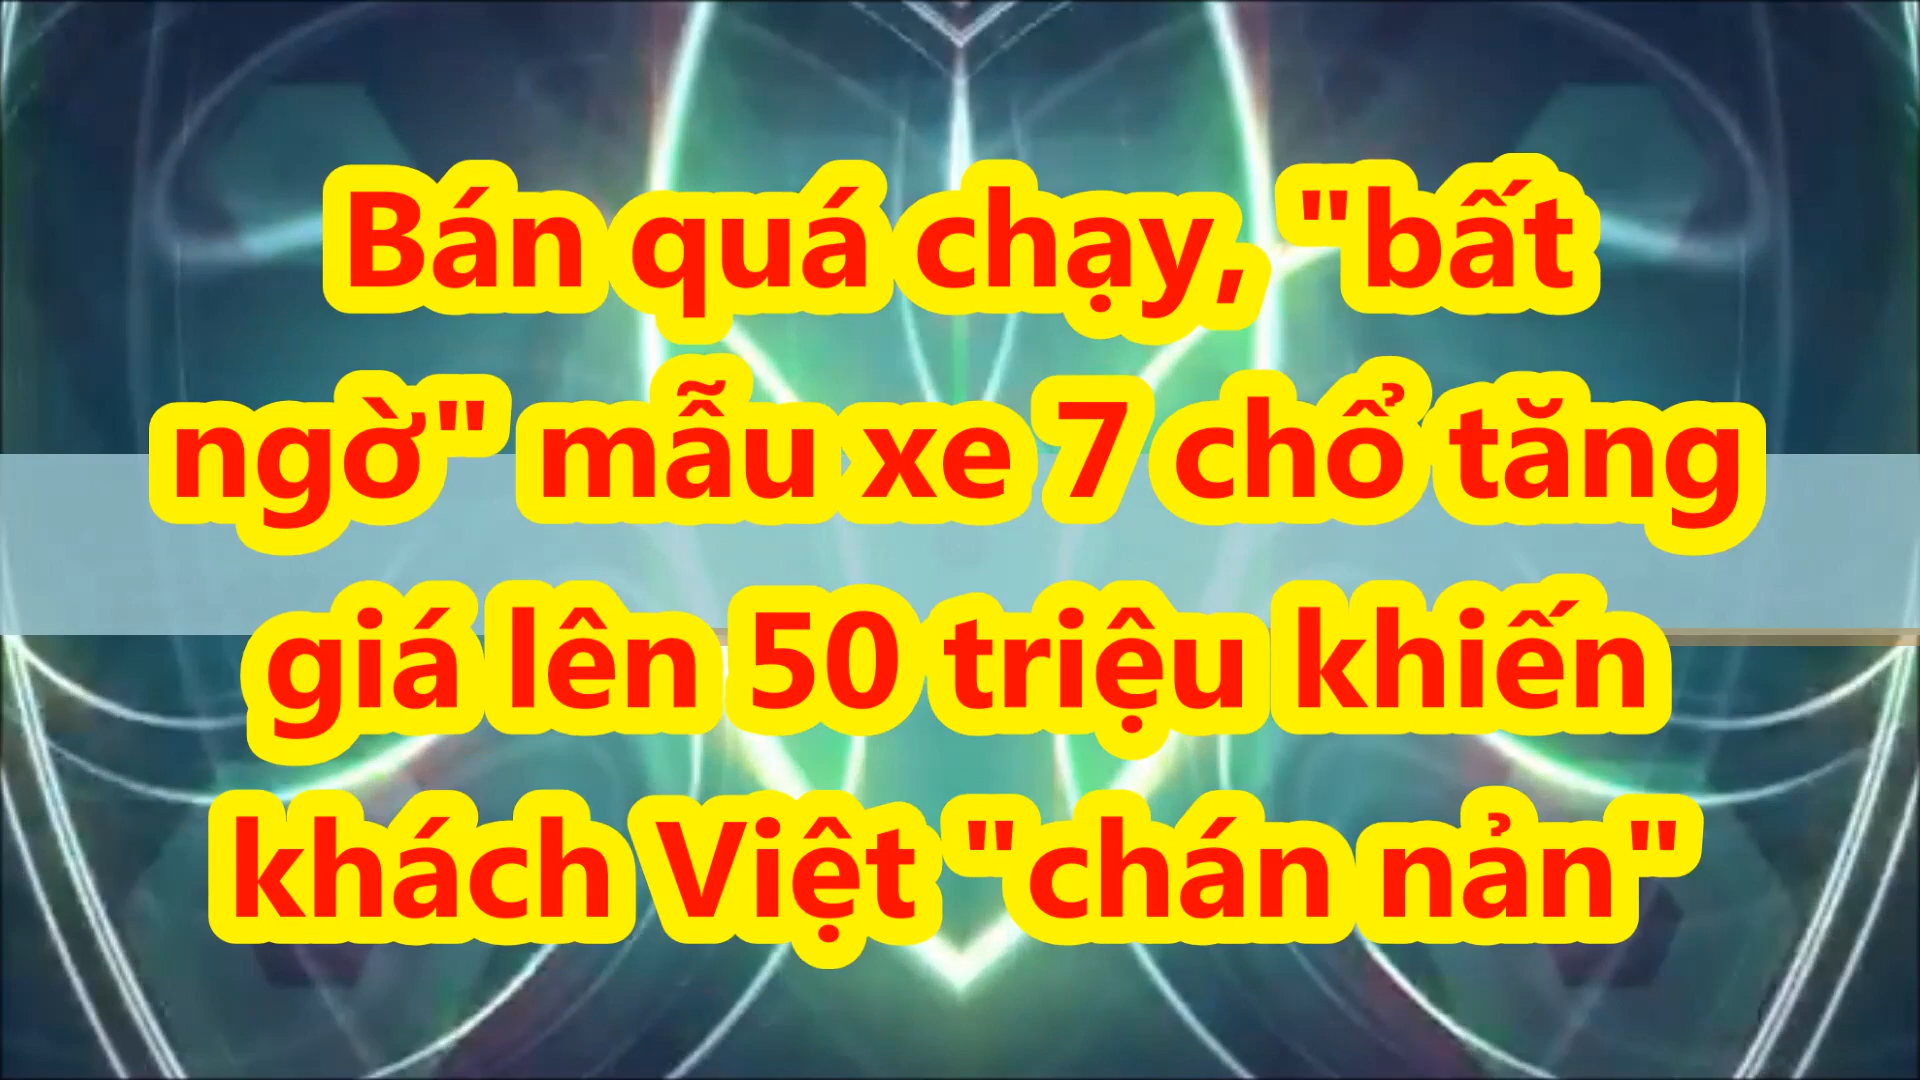 Bán quá chạy, "bất
ngờ" mẫu xe 7 chổ tăng
giá lên 50 triệu khiến
khách Việt "chán nản"